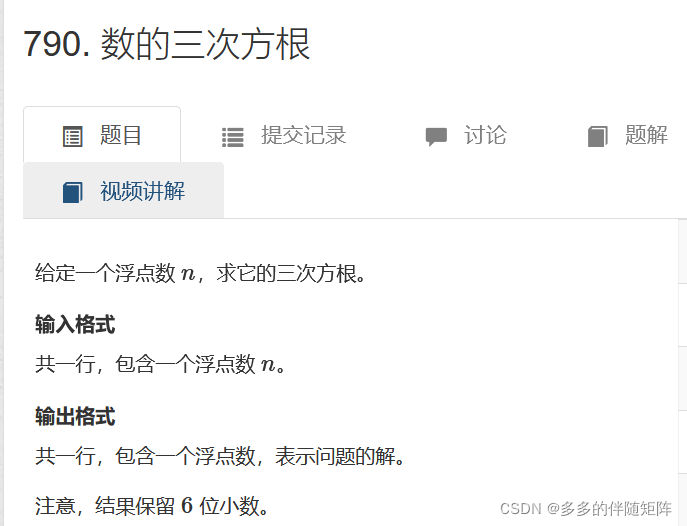 790. 数的三次方根
题目 提交记录 讨论 题解
视频讲解
给定一个浮点数 n，求它的三次方根。
输入格式
共一行，包含一个浮点数 n。
输出格式
共一行，包含一个浮点数，表示问题的解。
注意，结果保留 6 位小数。
CSDN @多多的伴随矩阵